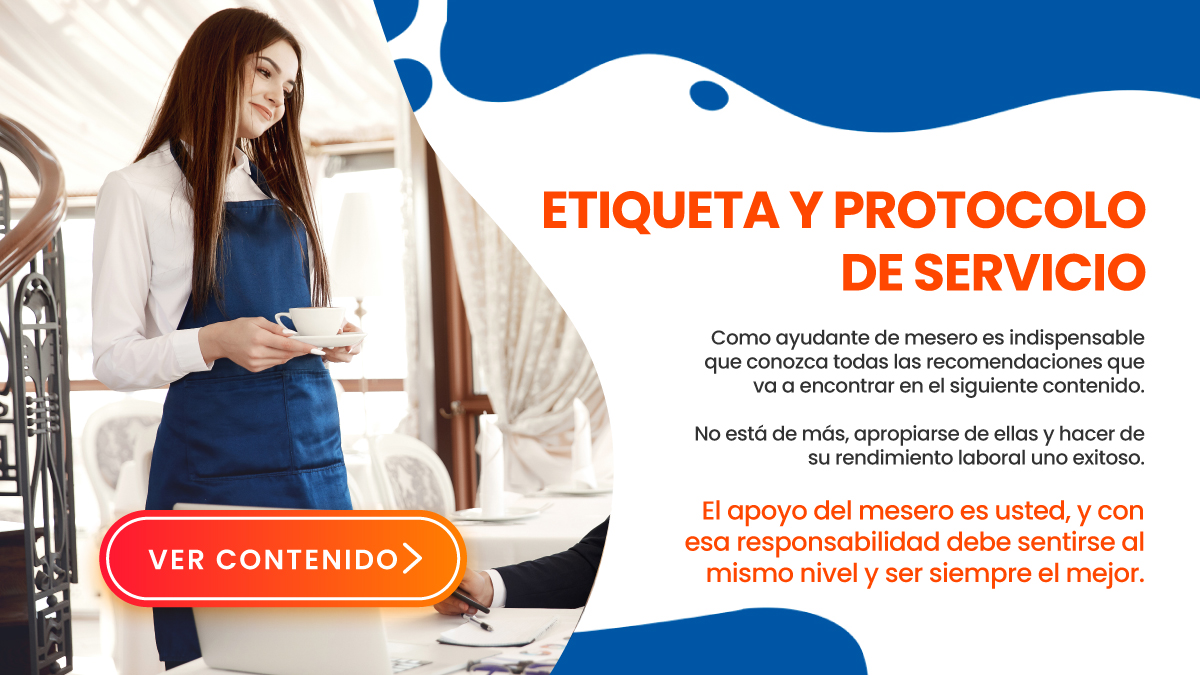 ETIQUETA Y PROTOCOLO
DE SERVICIO
Como ayudante de mesero es indispensable
que conozca todas las recomendaciones que
va a encontrar en el siguiente contenido.
No está de más, apropiarse de ellas y hacer de
su rendimiento laboral uno exitoso.
El apoyo del mesero es usted, y con
esa responsabilidad debe sentirse al
mismo nivel y ser siempre el mejor.
VER CONTENIDO